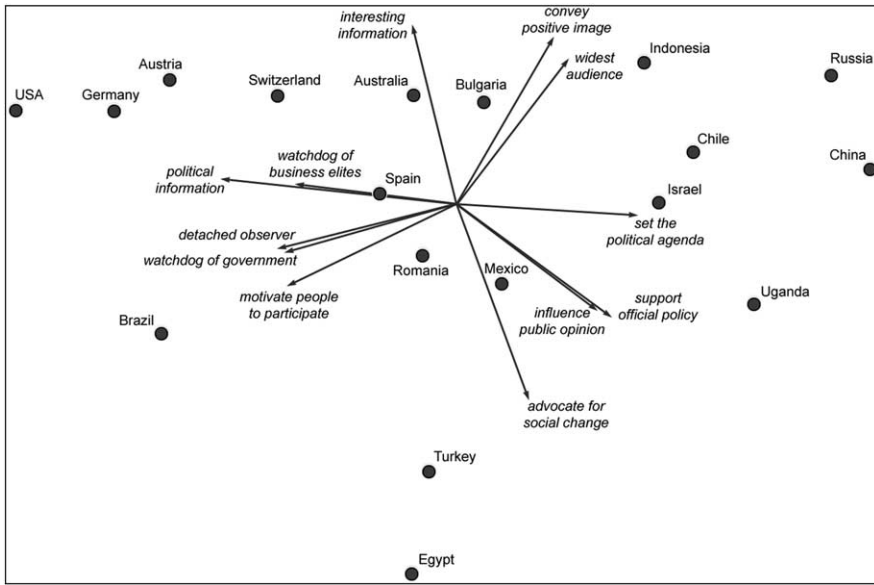 interesting
information
convey
positive image
widest
audience
Indonesia
Russia
Austria
USA
Germany
Switzerland
Australia
Bulgaria
Chile
China
political
information
watchdog of
business elites
Spain
Israel
set the
political agenda
detached observer
watchdog of government
Romania
Mexico
motivate people
to participate
influence
public opinion
support
official policy
Uganda
Brazil
advocate for
social change
Turkey
Egypt